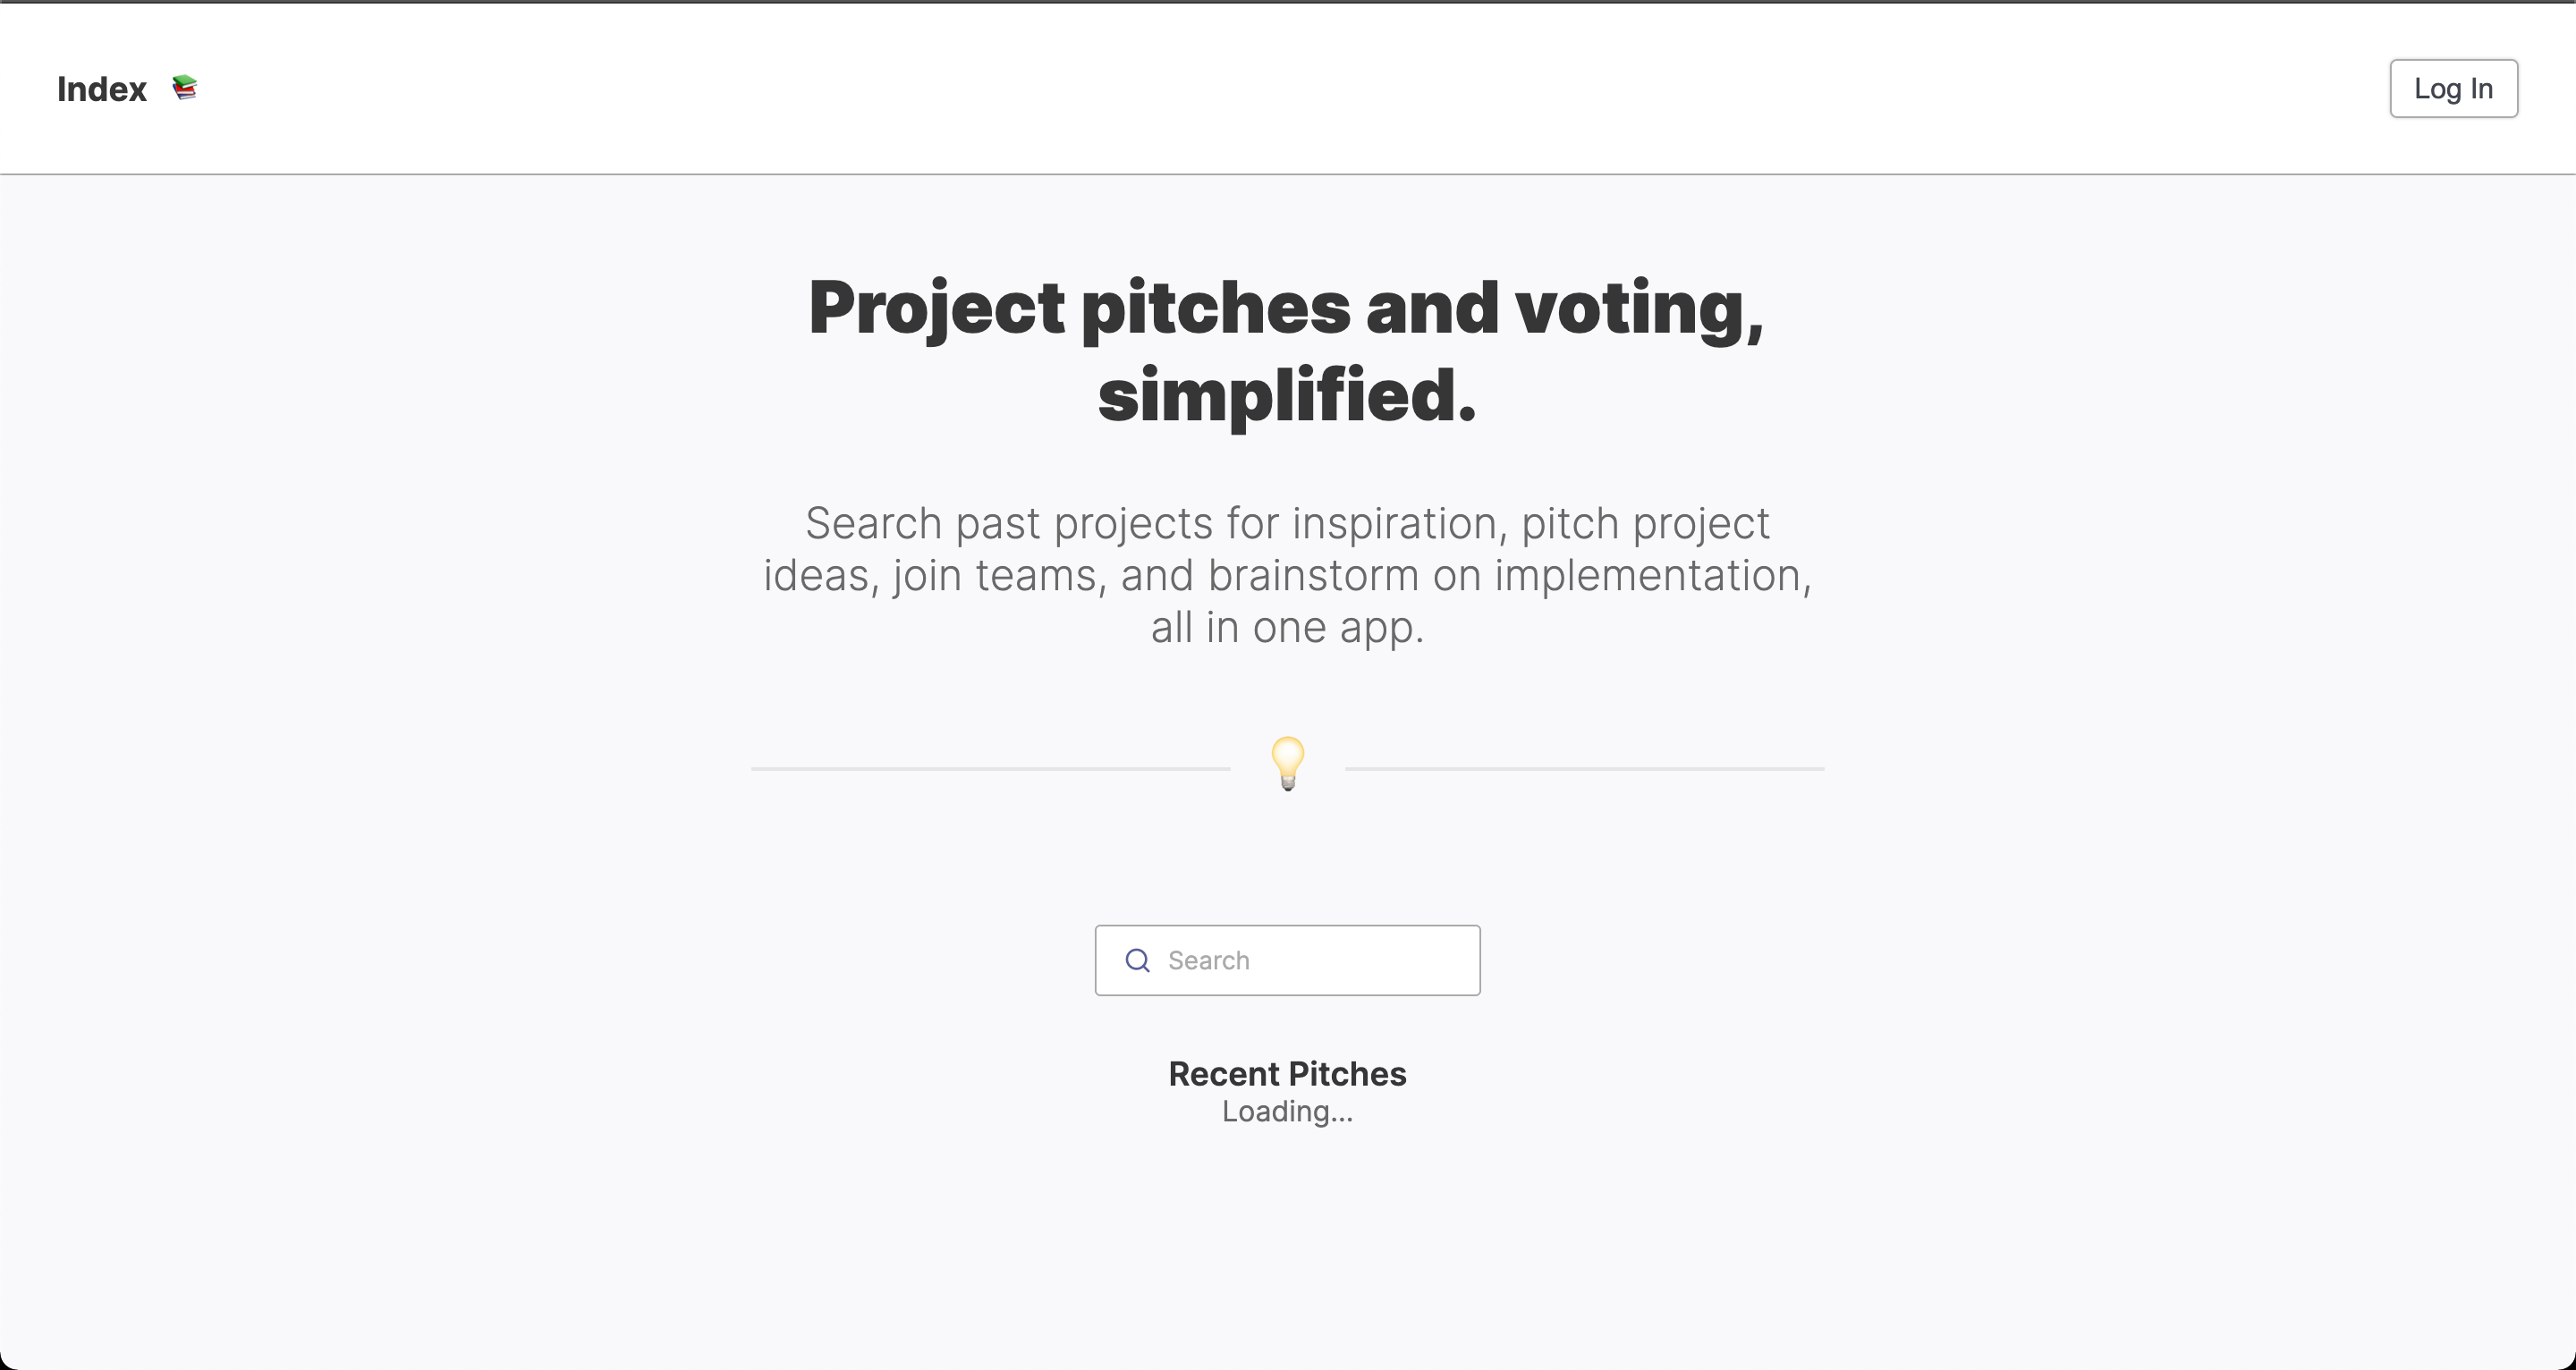 Index
Log In
Project pitches and voting,
simplified.
Search past projects for inspiration, pitch project
ideas, join teams, and brainstorm on implementation,
all in one app.
Search
Recent Pitches
Loading...